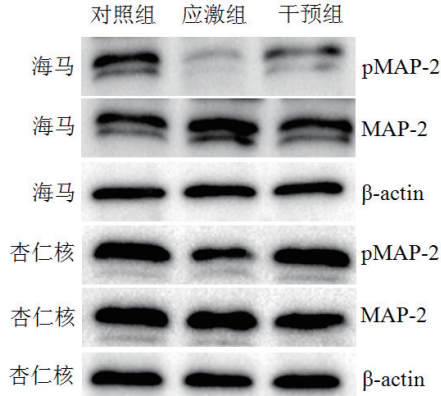 对照组 应激组 干预组
海马 pMAP-2
海马 MAP-2
海马 β-actin
杏仁核 pMAP-2
杏仁核 MAP-2
杏仁核 β-actin